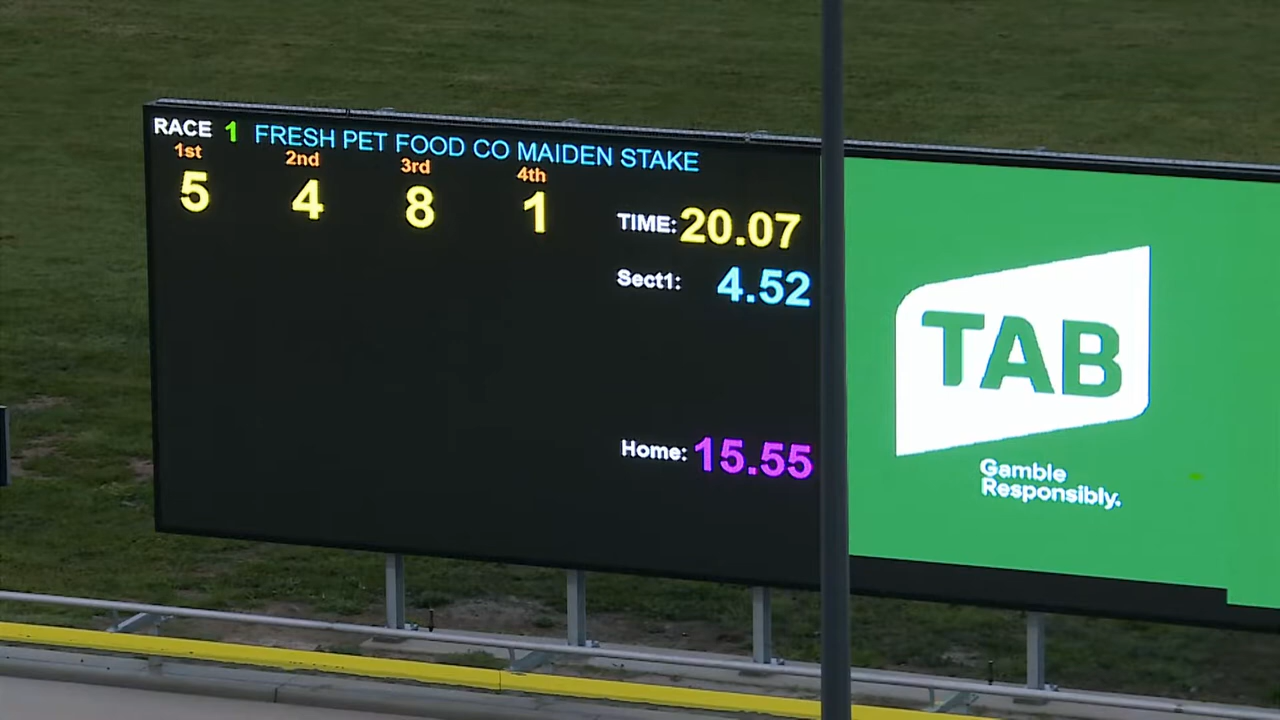 RACE 1 FRESH PET FOOD CO MAIDEN STAKE
1st 2nd 3rd 4th
5 4 8 1
TIME: 20.07
Sect1: 4.52
Home: 15.55
TAB
Gamble
Responsibly.